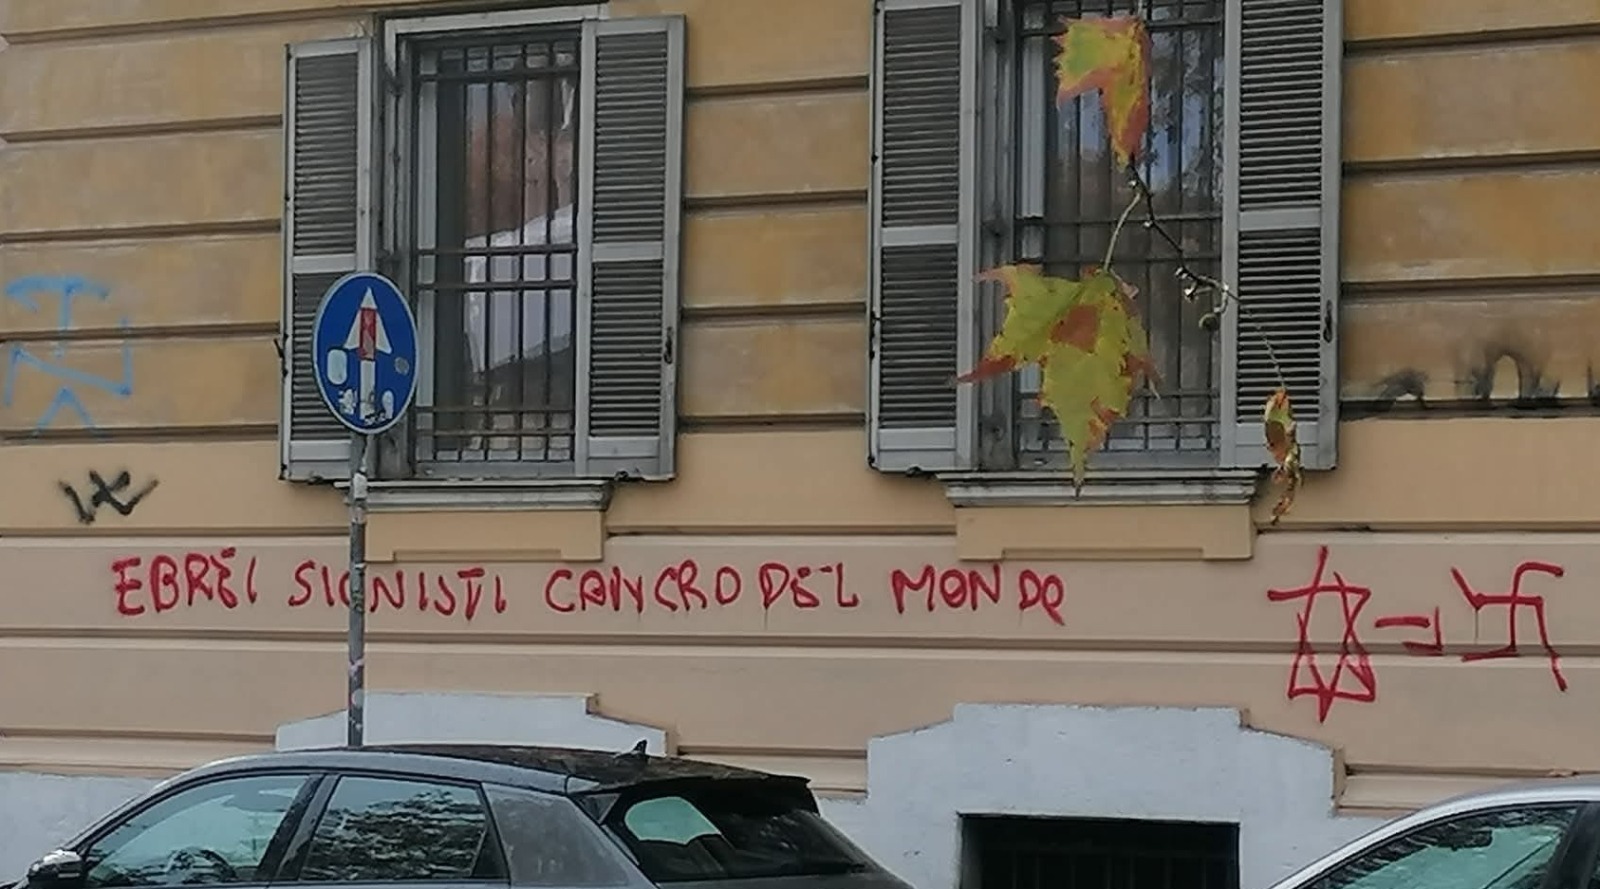 EBREI SIONISTI CANCRO DEL MONDO
=